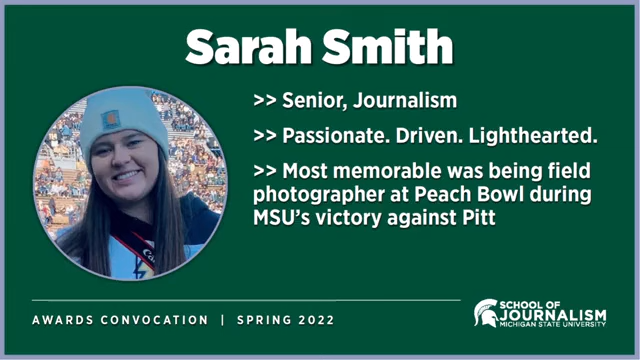 Sarah Smith
>> Senior, Journalism
>> Passionate. Driven. Lighthearted.
>> Most memorable was being field
photographer at Peach Bowl during
MSU’s victory against Pitt
AWARDS CONVOCATION | SPRING 2022
SCHOOL OF
JOURNALISM
MICHIGAN STATE UNIVERSITY